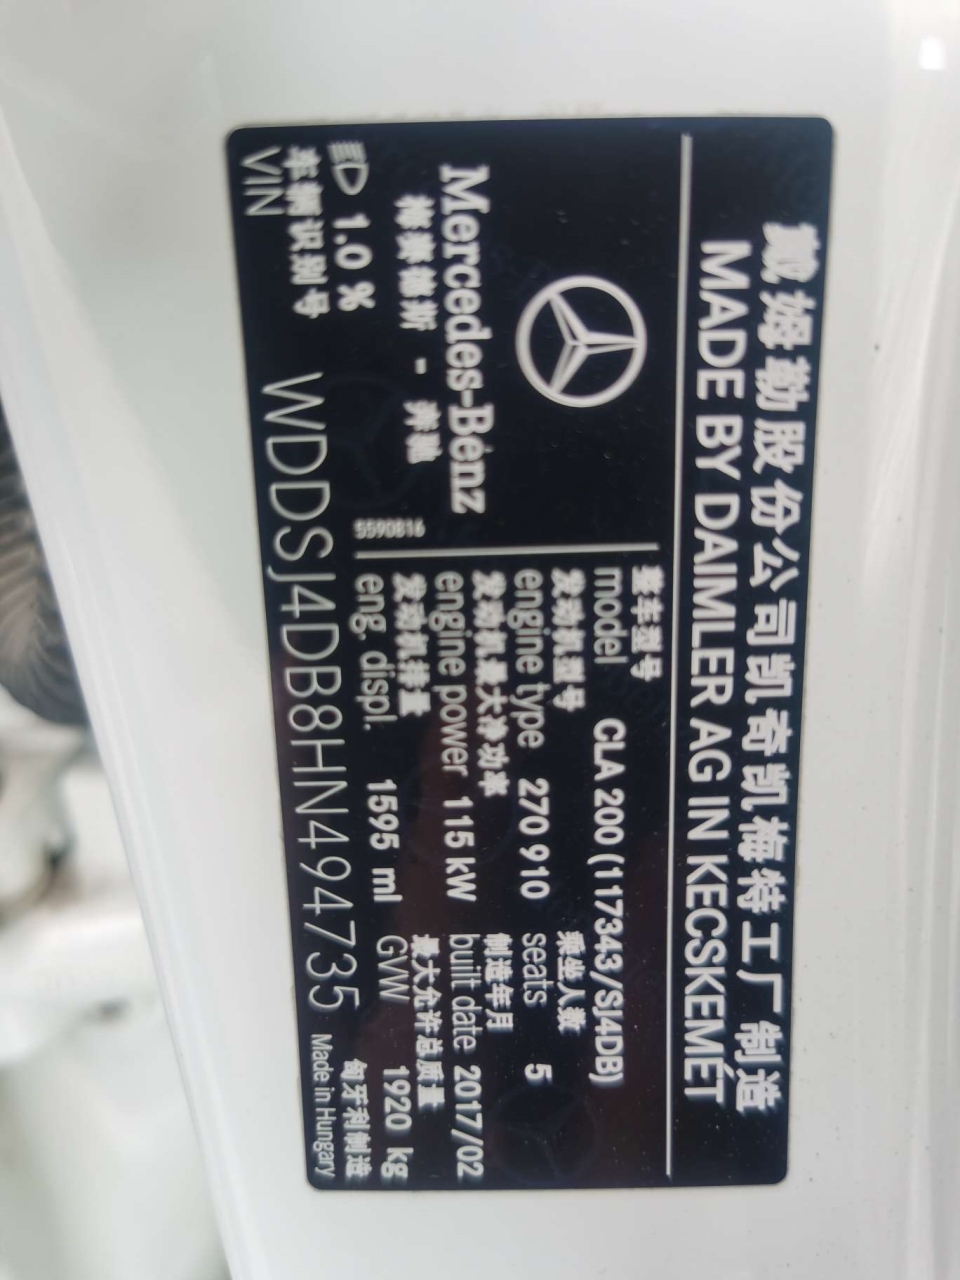 戴姆勒股份公司凯奇凯梅特工厂制造
MADE BY DAIMLER AG IN KECSKEMÉT
Mercedes-Benz
梅赛德斯 - 奔驰
1.0 %
5590816
整车型号
model CLA 200 (117343/SJ4DB)
发动机型号
engine type 270 910
乘坐人数
seats 5
发动机最大净功率
engine power 115 kW
制造年月
built date 2017/02
发动机排量
eng. displ. 1595 ml
最大允许总质量
GVW 1920 kg
车辆识别号
VIN WDDSJ4DB8HN494735
匈牙利制造
Made in Hungary